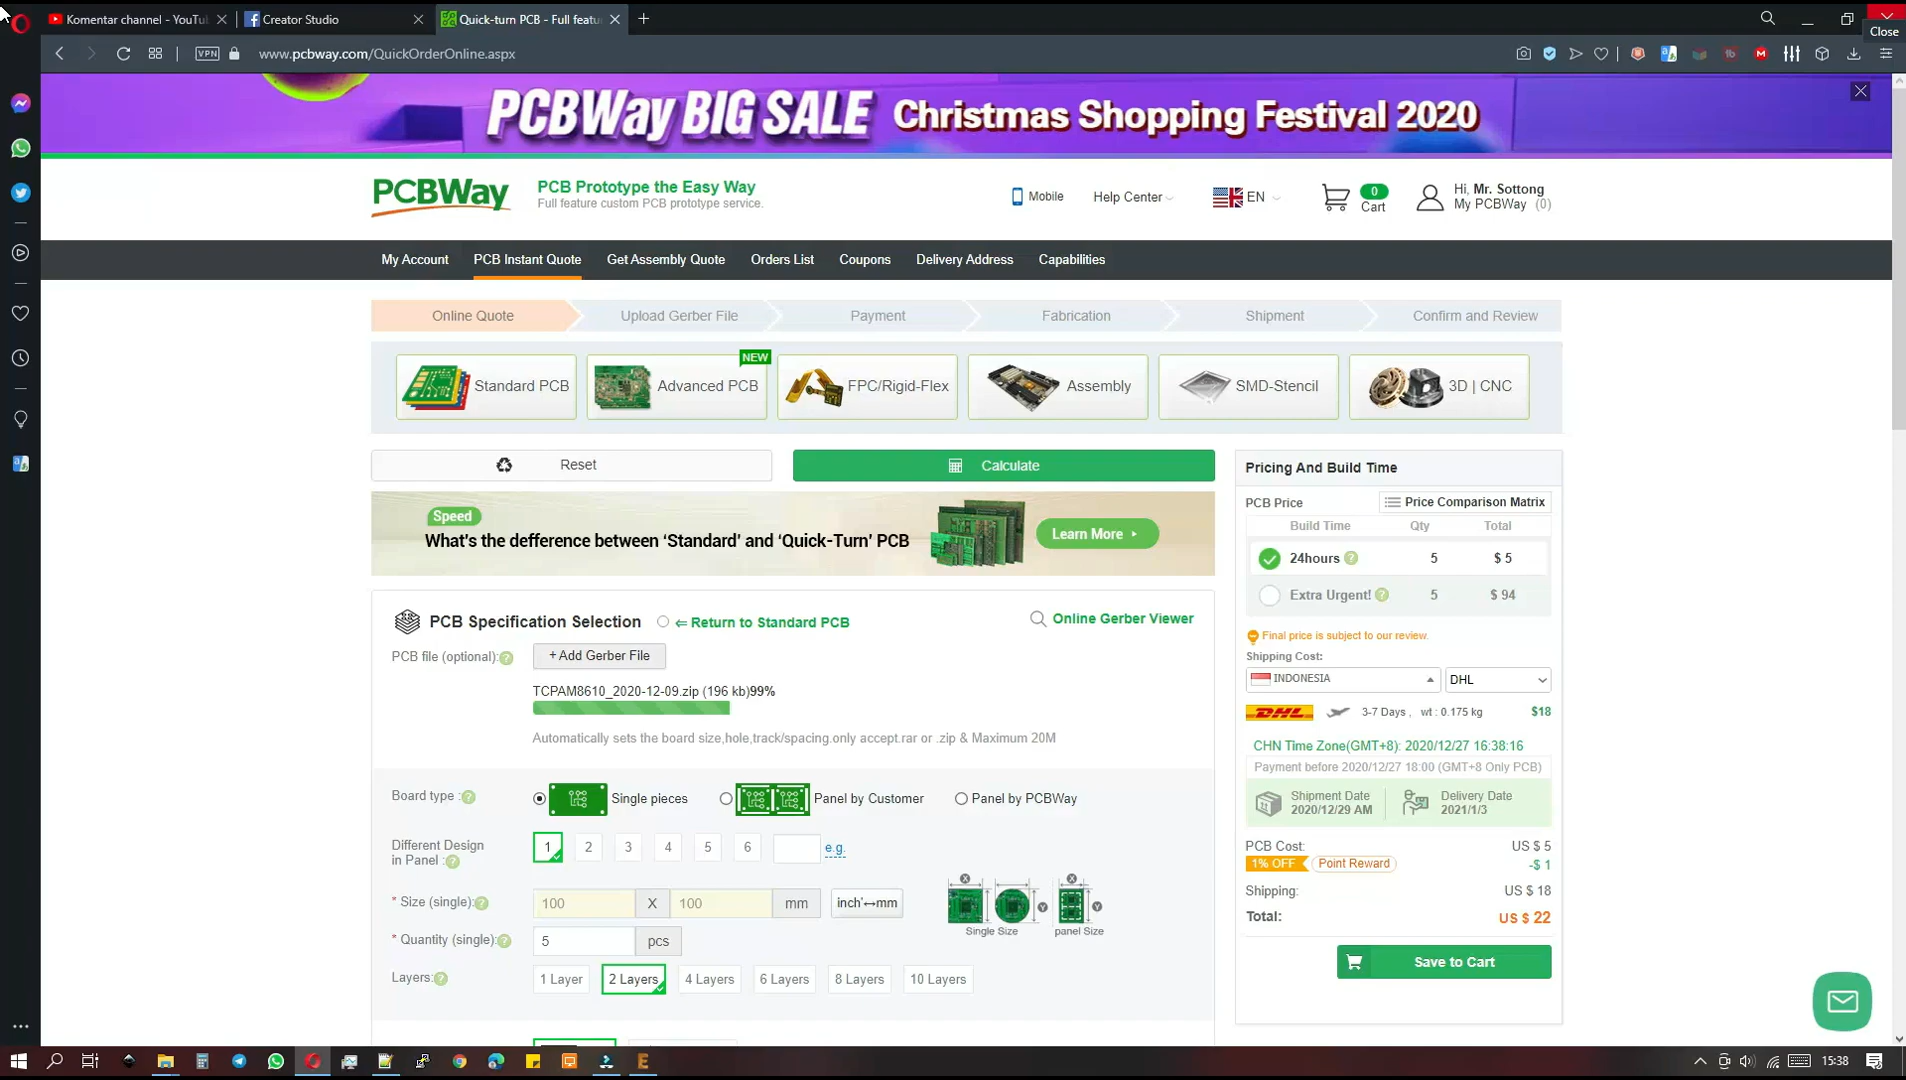 Komentar channel - YouTu
Creator Studio
Quick-turn PCB - Full featu
Close
VPN
www.pcbway.com/QuickOrderOnline.aspx
PCBWay BIG SALE Christmas Shopping Festival 2020
PCBWay
PCB Prototype the Easy Way
Full feature custom PCB prototype service.
Mobile
Help Center
EN
0
Cart
Hi, Mr. Sottong
My PCBWay (0)
My Account
PCB Instant Quote
Get Assembly Quote
Orders List
Coupons
Delivery Address
Capabilities
Online Quote
Upload Gerber File
Payment
Fabrication
Shipment
Confirm and Review
Standard PCB
NEW
Advanced PCB
FPC/Rigid-Flex
Assembly
SMD-Stencil
3D | CNC
Reset
Calculate
Speed
What's the defference between ‘Standard’ and ‘Quick-Turn’ PCB
Learn More
PCB Specification Selection
⇐ Return to Standard PCB
Online Gerber Viewer
PCB file (optional):
+ Add Gerber File
TCPAM8610_2020-12-09.zip (196 kb)99%
Automatically sets the board size,hole,track/spacing.only accept.rar or .zip & Maximum 20M
Board type :
Single pieces
Panel by Customer
Panel by PCBWay
Different Design
in Panel :
1 2 3 4 5 6
e.g.
* Size (single):
100 X 100 mm
inch'↔mm
X
Y
X
Y
Single Size
panel Size
* Quantity (single):
5 pcs
Layers:
1 Layer
2 Layers
4 Layers
6 Layers
8 Layers
10 Layers
Pricing And Build Time
PCB Price
Price Comparison Matrix
Build Time Qty Total
24hours 5 $ 5
Extra Urgent! 5 $ 94
Final price is subject to our review.
Shipping Cost:
INDONESIA
DHL
DHL 3-7 Days , wt : 0.175 kg $18
CHN Time Zone(GMT+8): 2020/12/27 16:38:16
Payment before 2020/12/27 18:00 (GMT+8 Only PCB)
Shipment Date
2020/12/29 AM
Delivery Date
2021/1/3
PCB Cost: US $ 5
1% OFF Point Reward -$ 1
Shipping: US $ 18
Total: US $ 22
Save to Cart
15:38